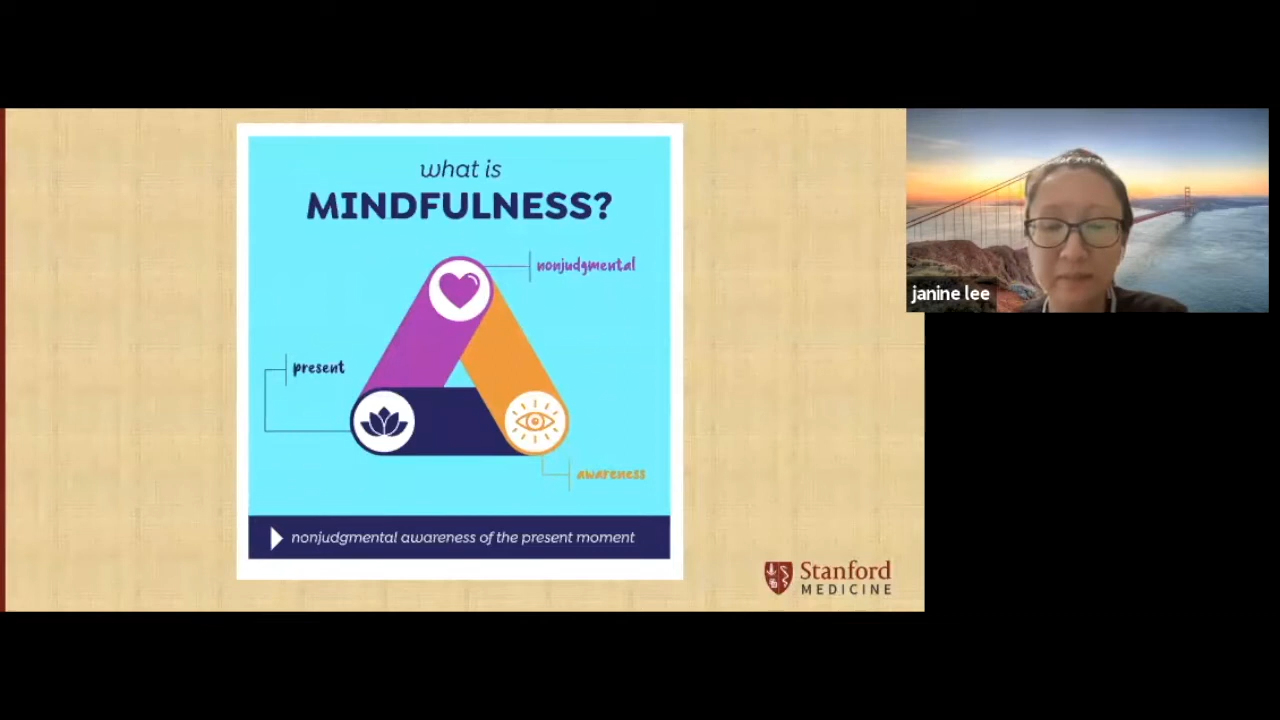 what is
MINDFULNESS?
nonjudgmental
present
awareness
nonjudgmental awareness of the present moment
janine lee
Stanford
MEDICINE